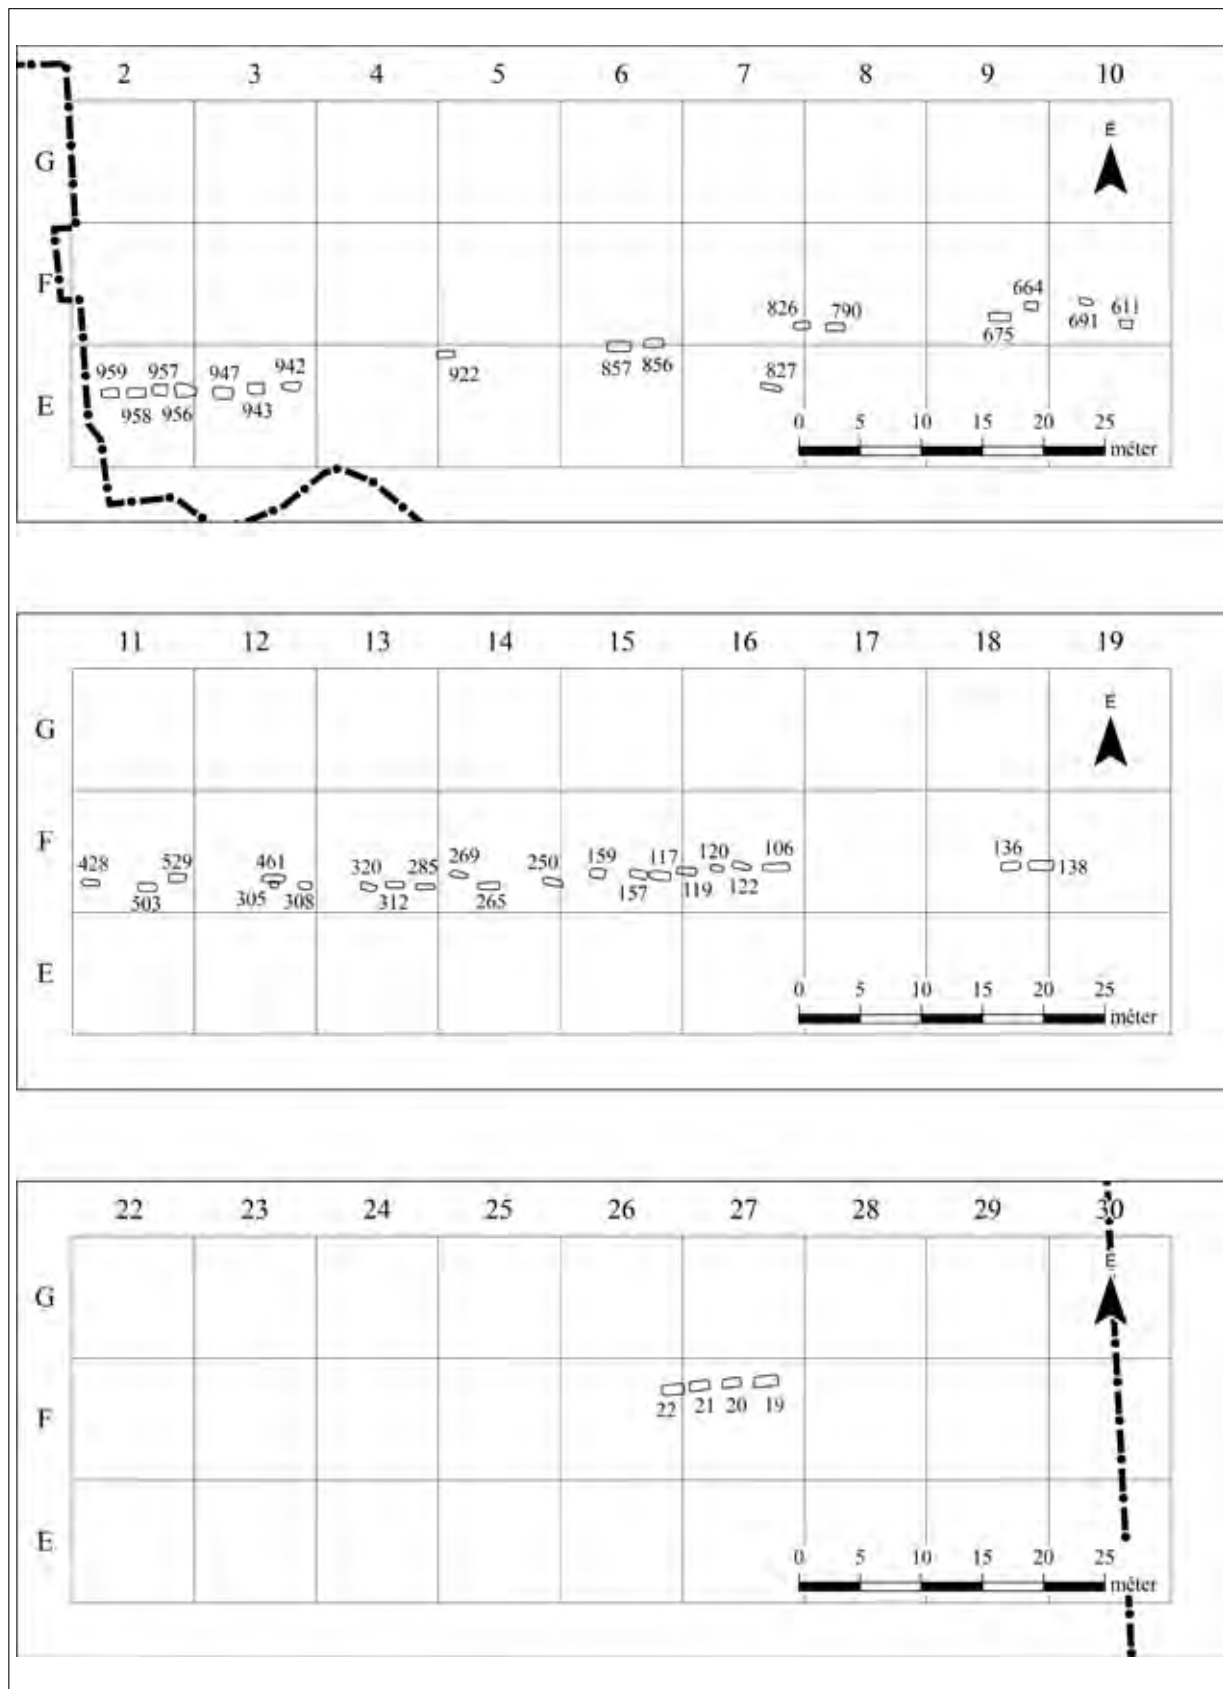 2 3 4 5 6 7 8 9 10
E
G
F
664
826 790 691 611
675
959 957 947 942 922 857 856 827
958 956 943
E
0 5 10 15 20 25
méter
11 12 13 14 15 16 17 18 19
E
G
F
428 529 461 320 285 269 250 159 117 120 106 136 138
503 305 308 312 265 157 119 122
E
0 5 10 15 20 25
méter
22 23 24 25 26 27 28 29 30
E
G
F
22 21 20 19
E
0 5 10 15 20 25
méter